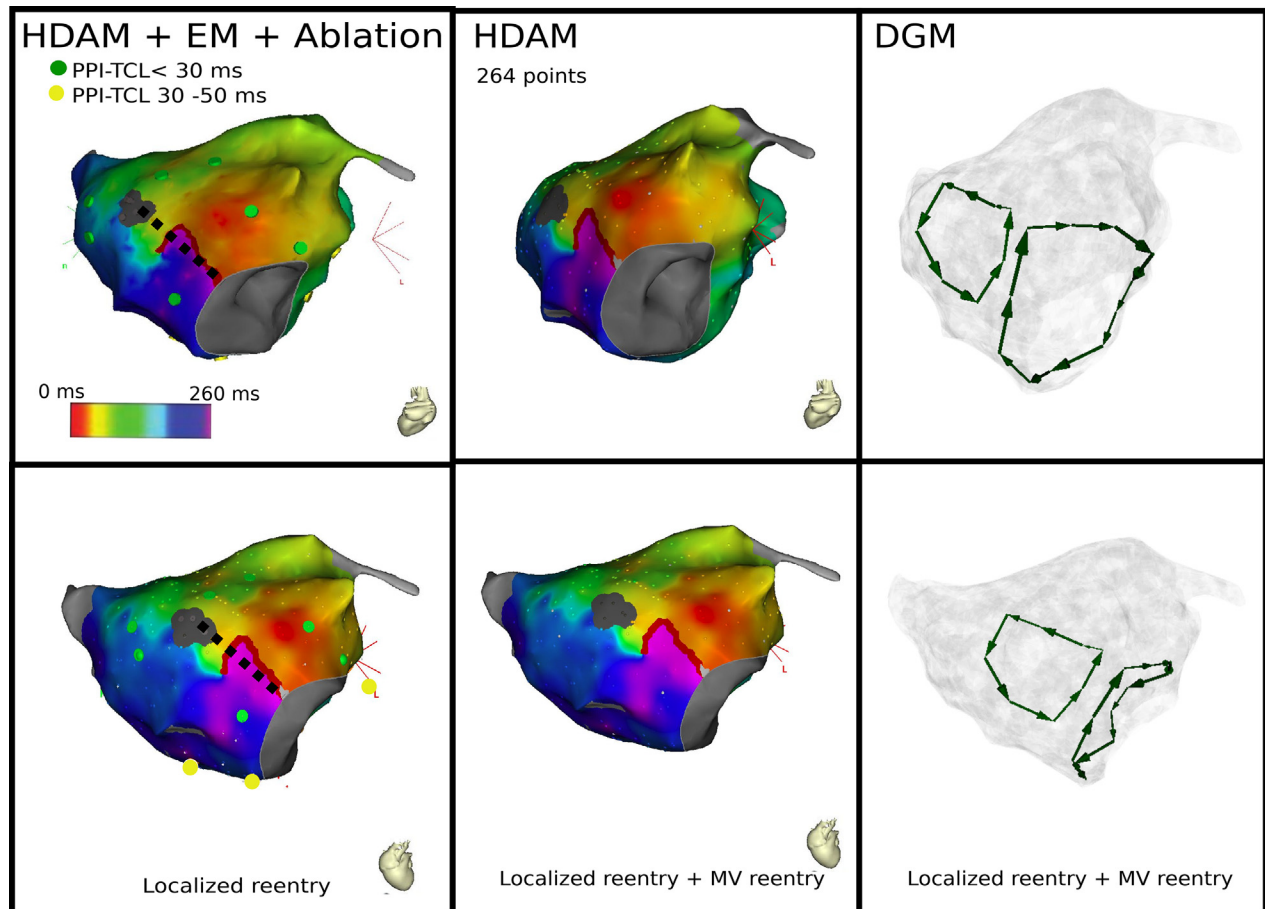 HDAM + EM + Ablation
PPI-TCL< 30 ms
PPI-TCL 30 -50 ms
0 ms
260 ms
L
HDAM
264 points
L
DGM
L
Localized reentry
L
Localized reentry + MV reentry
Localized reentry + MV reentry